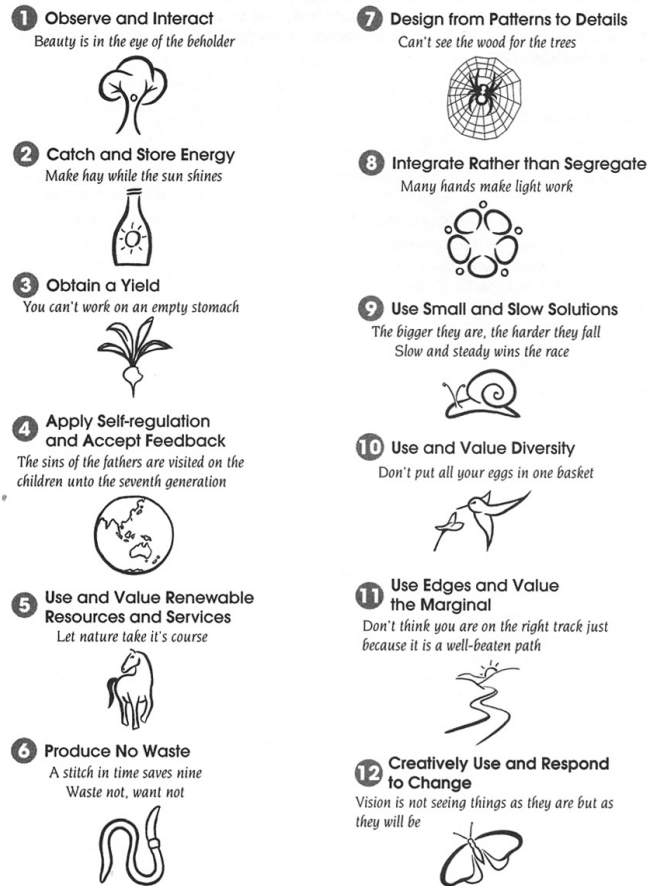 1 Observe and Interact
Beauty is in the eye of the beholder
2 Catch and Store Energy
Make hay while the sun shines
3 Obtain a Yield
You can't work on an empty stomach
4 Apply Self-regulation
and Accept Feedback
The sins of the fathers are visited on the
children unto the seventh generation
5 Use and Value Renewable
Resources and Services
Let nature take it's course
6 Produce No Waste
A stitch in time saves nine
Waste not, want not
7 Design from Patterns to Details
Can't see the wood for the trees
8 Integrate Rather than Segregate
Many hands make light work
9 Use Small and Slow Solutions
The bigger they are, the harder they fall
Slow and steady wins the race
10 Use and Value Diversity
Don't put all your eggs in one basket
11 Use Edges and Value
the Marginal
Don't think you are on the right track just
because it is a well-beaten path
12 Creatively Use and Respond
to Change
Vision is not seeing things as they are but as
they will be